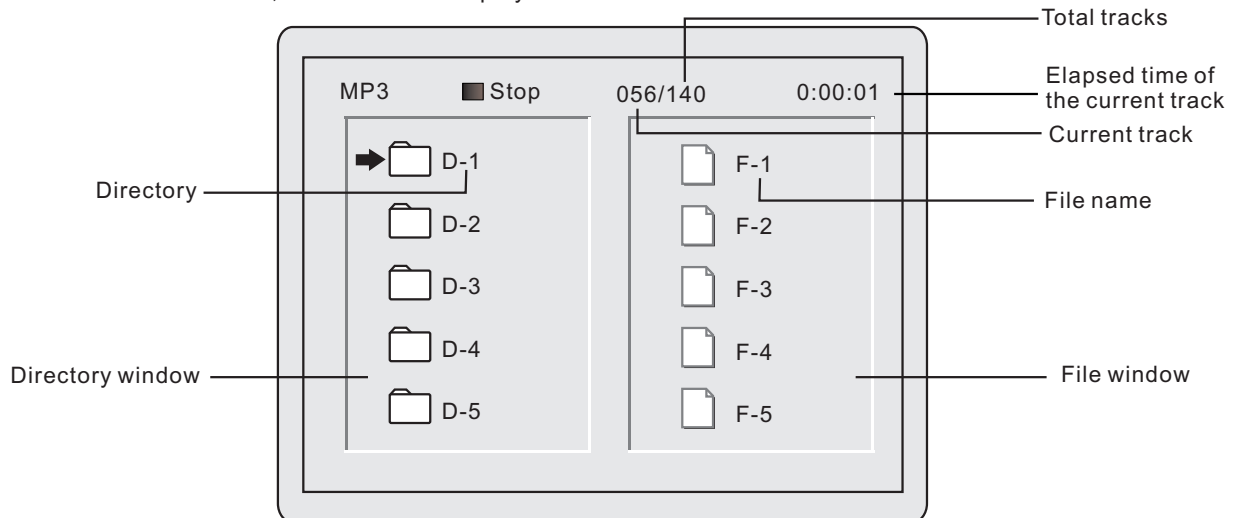 Total tracks
MP3 Stop 056/140 0:00:01
Elapsed time of
the current track
Current track
D-1 F-1
Directory
File name
D-2 F-2
D-3 F-3
D-4 F-4
Directory window
File window
D-5 F-5